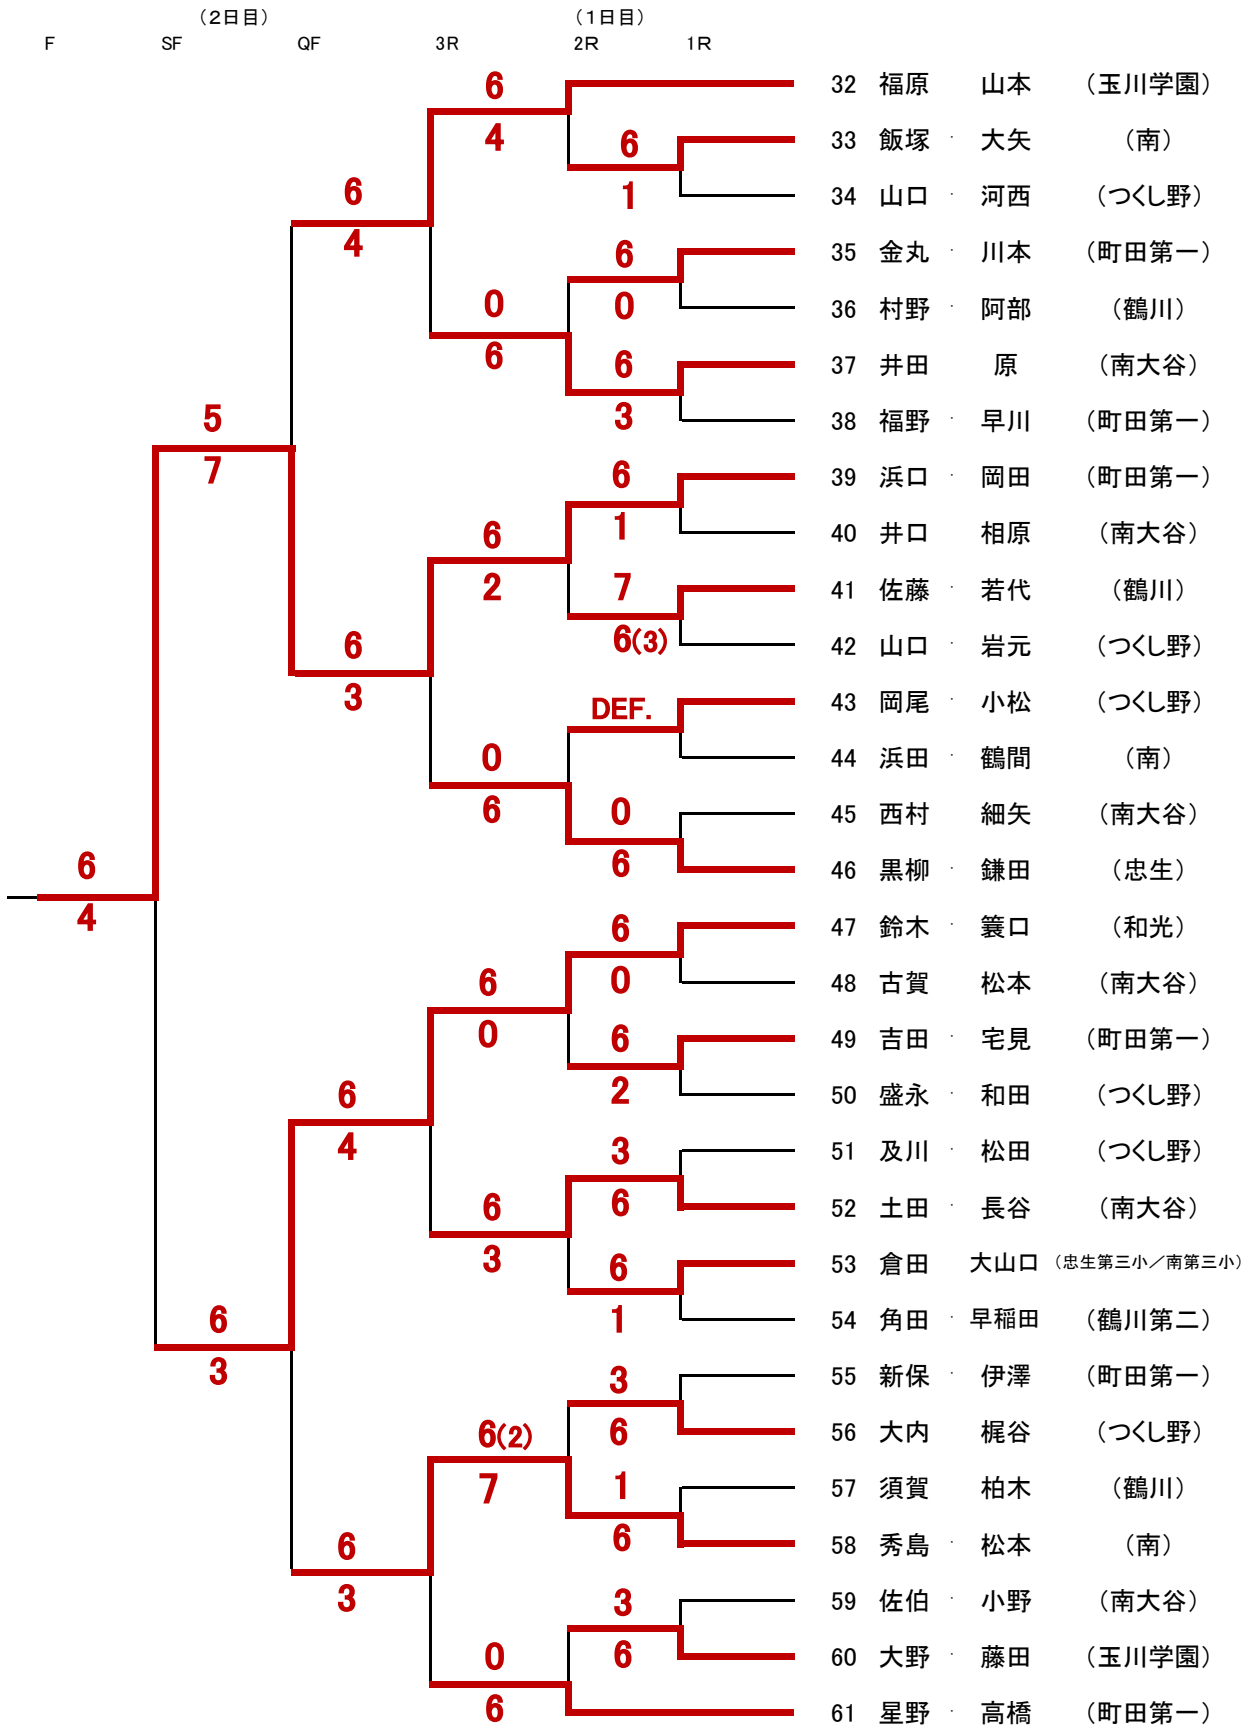 （2日目） （1日目）
F SF QF 3R 2R 1R
32 福原 山本 （玉川学園）
6
4
33 飯塚 ・ 大矢 （南）
6
1
34 山口 ・ 河西 （つくし野）
6
4
35 金丸 ・ 川本 （町田第一）
6
0
36 村野 ・ 阿部 （鶴川）
0
6
37 井田 原 （南大谷）
6
3
38 福野 ・ 早川 （町田第一）
5
7
39 浜口 ・ 岡田 （町田第一）
6
1
40 井口 相原 （南大谷）
6
2
41 佐藤 ・ 若代 （鶴川）
7
6(3)
42 山口 ・ 岩元 （つくし野）
6
3
43 岡尾 ・ 小松 （つくし野）
DEF.
44 浜田 ・ 鶴間 （南）
0
6
45 西村 細矢 （南大谷）
0
6
46 黒柳 ・ 鎌田 （忠生）
6
4
47 鈴木 ・ 簑口 （和光）
6
0
48 古賀 松本 （南大谷）
6
0
49 吉田 ・ 宅見 （町田第一）
6
2
50 盛永 ・ 和田 （つくし野）
6
4
51 及川 ・ 松田 （つくし野）
3
6
52 土田 ・ 長谷 （南大谷）
6
3
53 倉田 大山口 （忠生第三小／南第三小）
6
1
54 角田 ・ 早稲田 （鶴川第二）
6
3
55 新保 ・ 伊澤 （町田第一）
3
6
56 大内 梶谷 （つくし野）
6(2)
7
57 須賀 柏木 （鶴川）
1
6
58 秀島 ・ 松本 （南）
6
3
59 佐伯 ・ 小野 （南大谷）
3
6
60 大野 ・ 藤田 （玉川学園）
0
6
61 星野 ・ 高橋 （町田第一）